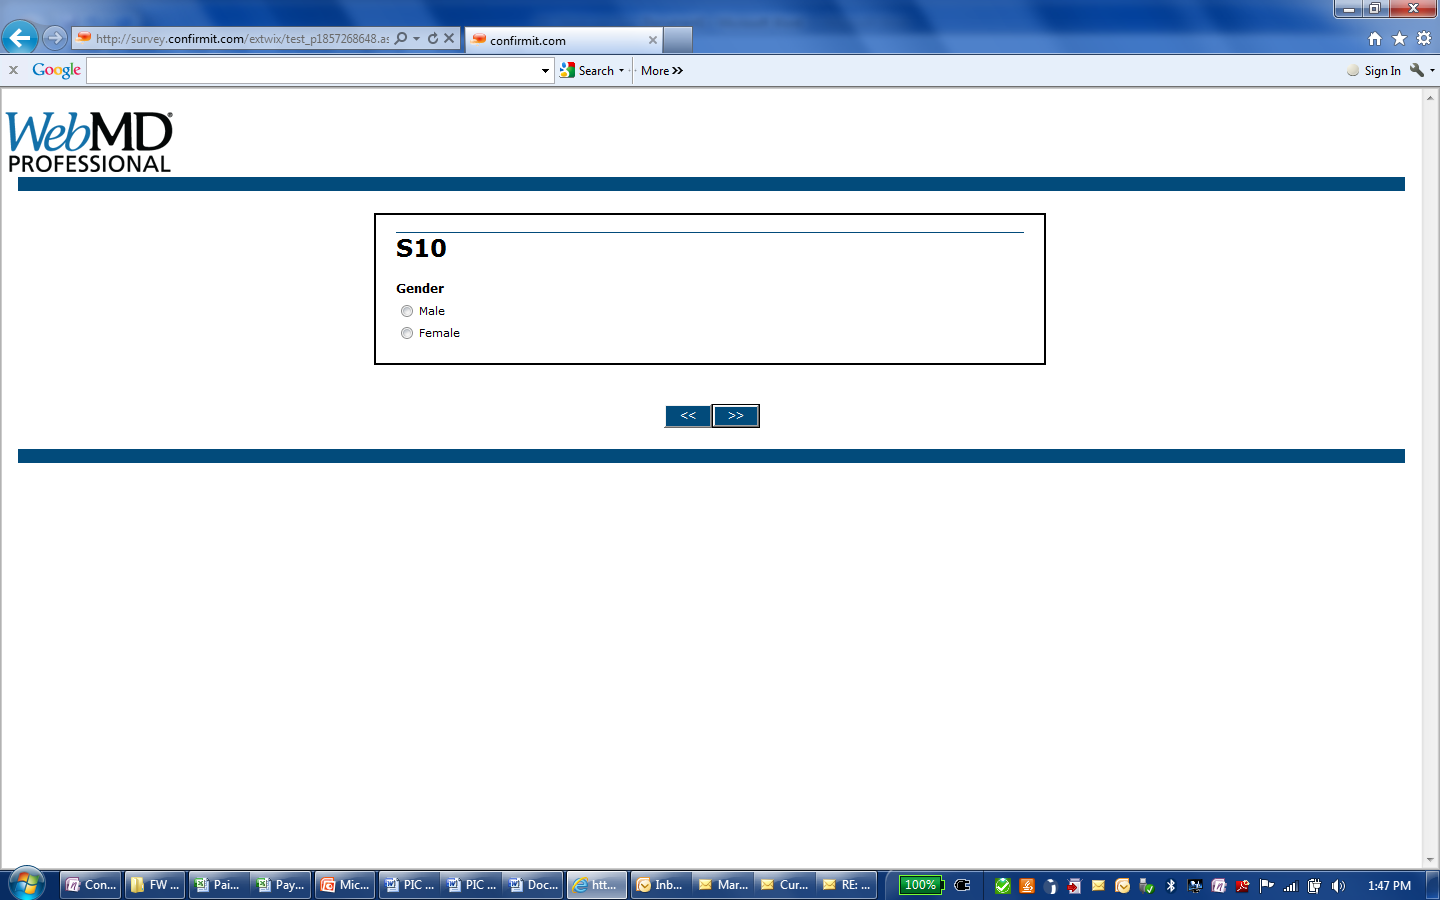 http://survey.confirmit.com/extwix/test_p1857268648.as
confirmit.com
Google
Search
More
Sign In
WebMD
PROFESSIONAL
S10
Gender
Male
Female
<< >>
Con... FW ... Pai... Pay... Mic... PIC ... PIC ... Doc... htt... Inb... Mar... Cur... RE: ... 100% 1:47 PM